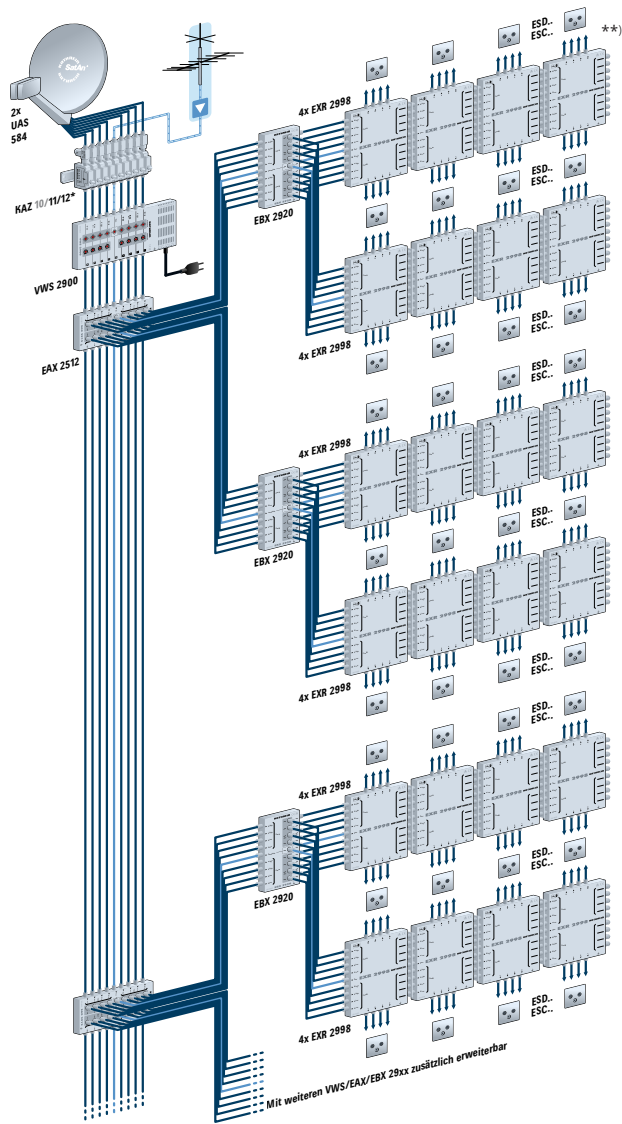 SatAn
2x
UAS
584
KAZ 10/11/12*
VWS 2900
EAX 2512
EBX 2920
4x EXR 2998
ESD..
ESC..
**)
ESD..
ESC..
4x EXR 2998
ESD..
ESC..
4x EXR 2998
EBX 2920
ESD..
ESC..
4x EXR 2998
ESD..
ESC..
ESD..
ESC..
4x EXR 2998
EBX 2920
ESD..
ESC..
4x EXR 2998
ESD..
ESC..
Mit weiteren VWS/EAX/EBX 29xx zusätzlich erweiterbar